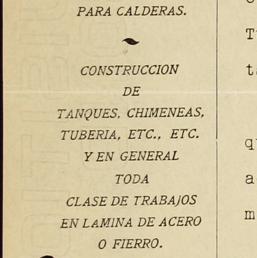 PARA CALDERAS.
CONSTRUCCION
DE
TANQUES, CHIMENEAS,
TUBERIA, ETC., ETC.
Y EN GENERAL
TODA
CLASE DE TRABAJOS
EN LAMINA DE ACERO
O FIERRO.